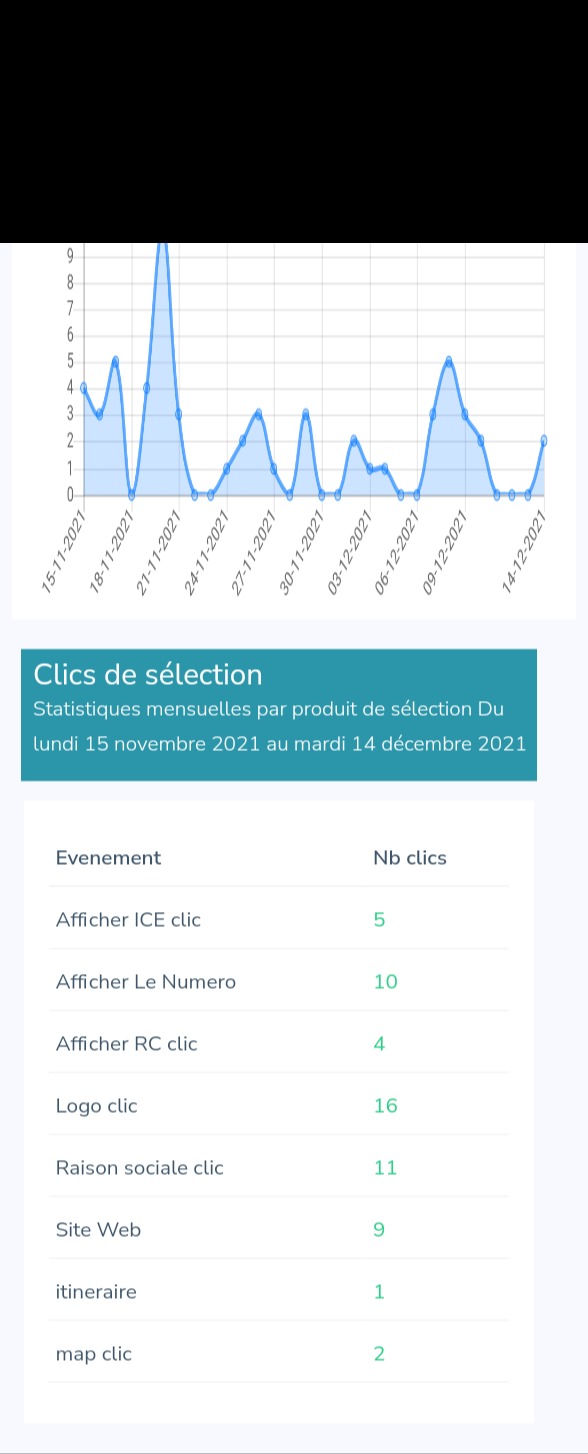 9
8
7
6
5
4
3
2
1
0
15-11-2021
18-11-2021
21-11-2021
24-11-2021
27-11-2021
30-11-2021
03-12-2021
06-12-2021
09-12-2021
14-12-2021
Clics de sélection
Statistiques mensuelles par produit de sélection Du
lundi 15 novembre 2021 au mardi 14 décembre 2021
Evenement Nb clics
Afficher ICE clic 5
Afficher Le Numero 10
Afficher RC clic 4
Logo clic 16
Raison sociale clic 11
Site Web 9
itineraire 1
map clic 2